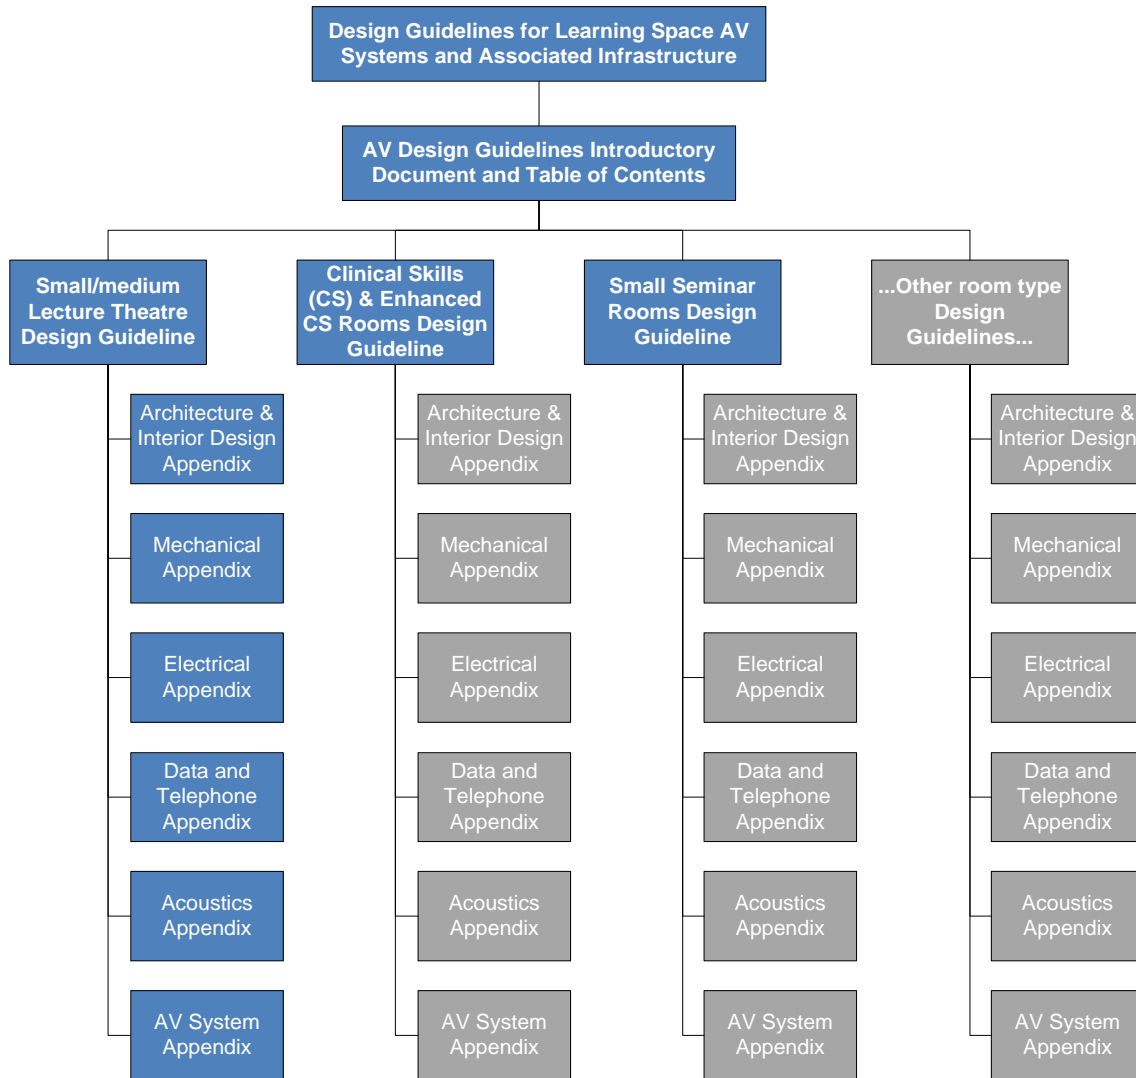 Design Guidelines for Learning Space AV
Systems and Associated Infrastructure
AV Design Guidelines Introductory
Document and Table of Contents
Small/medium
Lecture Theatre
Design Guideline
Clinical Skills
(CS) & Enhanced
CS Rooms Design
Guideline
Small Seminar
Rooms Design
Guideline
...Other room type
Design
Guidelines...
Architecture &
Interior Design
Appendix
Architecture &
Interior Design
Appendix
Architecture &
Interior Design
Appendix
Architecture &
Interior Design
Appendix
Mechanical
Appendix
Mechanical
Appendix
Mechanical
Appendix
Mechanical
Appendix
Electrical
Appendix
Electrical
Appendix
Electrical
Appendix
Electrical
Appendix
Data and
Telephone
Appendix
Data and
Telephone
Appendix
Data and
Telephone
Appendix
Data and
Telephone
Appendix
Acoustics
Appendix
Acoustics
Appendix
Acoustics
Appendix
Acoustics
Appendix
AV System
Appendix
AV System
Appendix
AV System
Appendix
AV System
Appendix